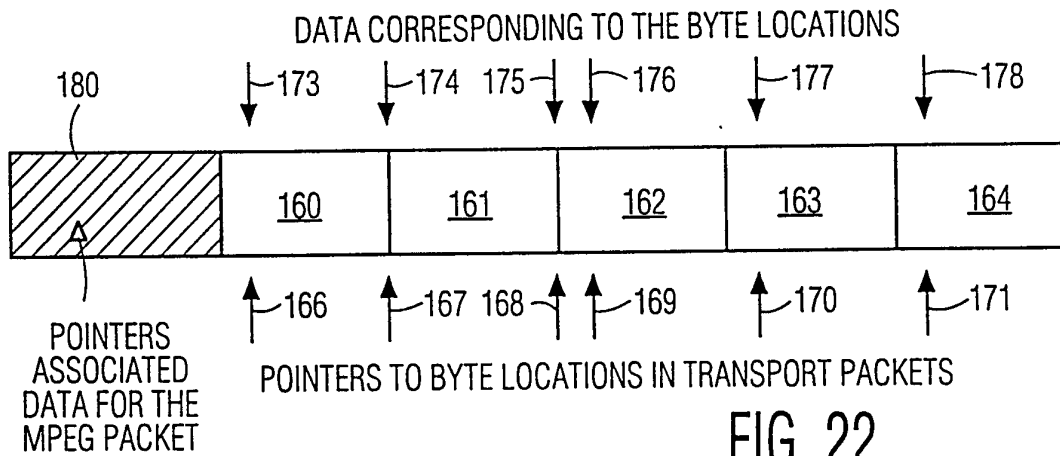 DATA CORRESPONDING TO THE BYTE LOCATIONS
180 173 174 175 176 177 178
160 161 162 163 164
166 167 168 169 170 171
POINTERS
ASSOCIATED
DATA FOR THE
MPEG PACKET
POINTERS TO BYTE LOCATIONS IN TRANSPORT PACKETS
FIG. 22